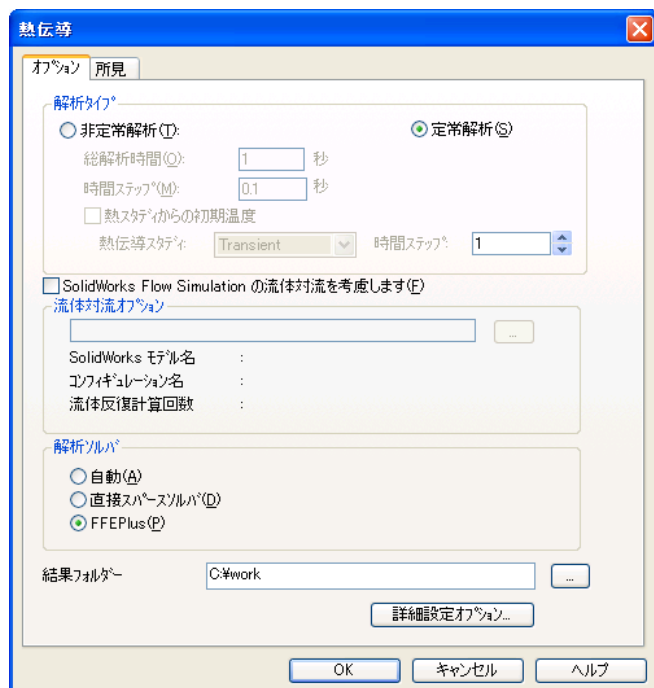 熱伝導
オプション 所見
解析タイプ
非定常解析(T): 定常解析(S)
総解析時間(O): 1 秒
時間ステップ(M): 0.1 秒
熱スタディからの初期温度
熱伝導スタディ: Transient 時間ステップ: 1
SolidWorks Flow Simulation の流体対流を考慮します(F)
流体対流オプション
...
SolidWorks モデル名 :
コンフィギュレーション名 :
流体反復計算回数 :
解析ソルバ
自動(A)
直接スパースソルバ(D)
FFEPlus(P)
結果フォルダー C:¥work ...
詳細設定オプション...
OK キャンセル ヘルプ